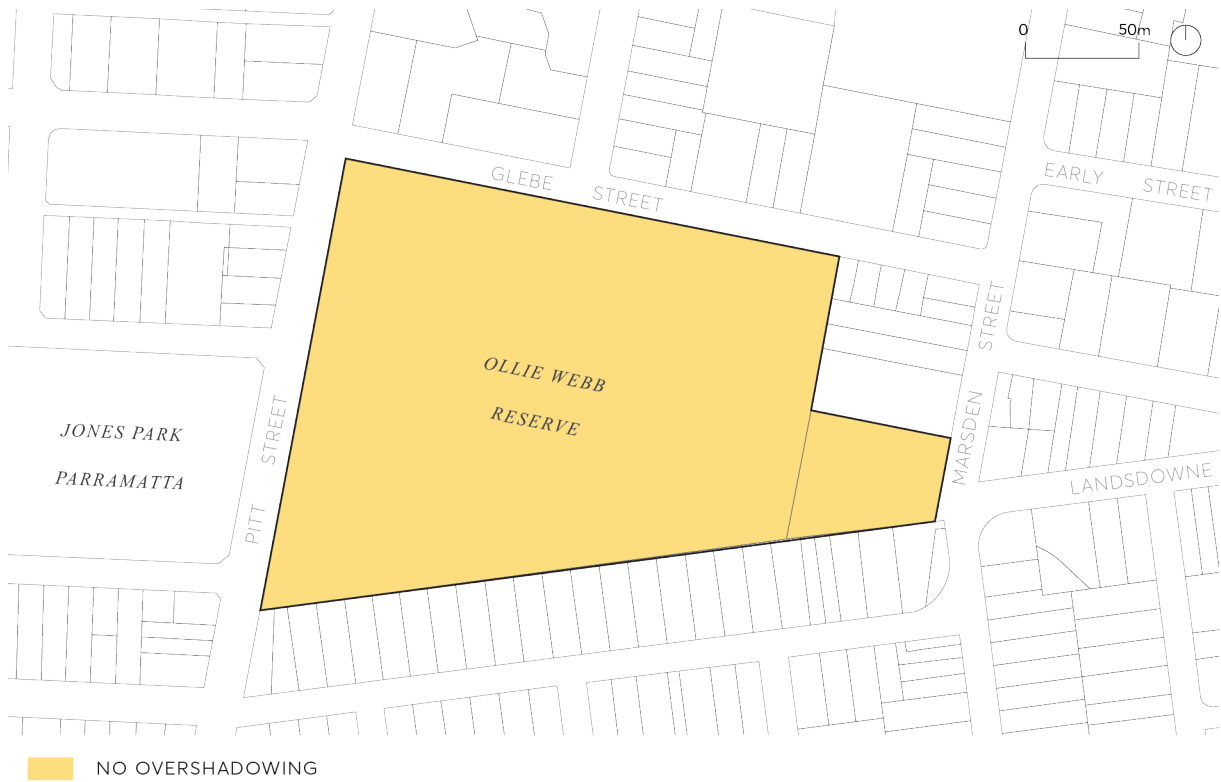 0 50m
GLEBE STREET
EARLY STREET
OLLIE WEBB
RESERVE
JONES PARK
PARRAMATTA
PITT STREET
MARSDEN STREET
LANDSDOWNE
NO OVERSHADOWING